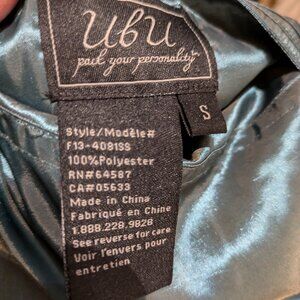 UbU
pack your personality
S
Style/Modèle#
F13-4081SS
100%Polyester
RN#64587
CA#05633
Made in China
Fabriqué en Chine
1.888.228.9828
See reverse for care
Voir l'envers pour
entretien